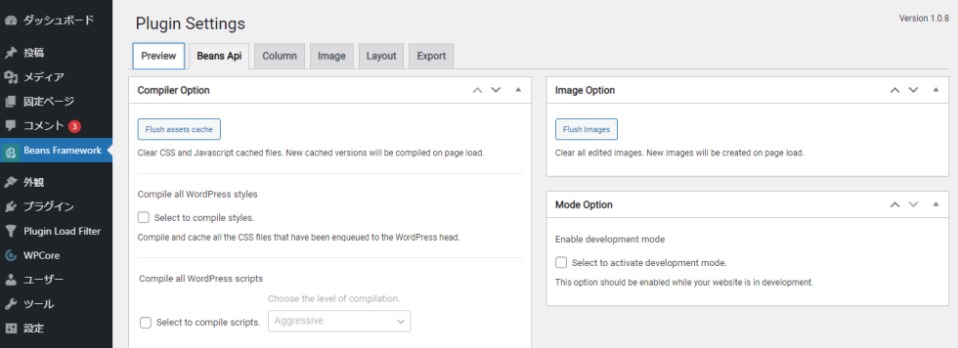 ダッシュボード
投稿
メディア
固定ページ
コメント 3
Beans Framework
外観
プラグイン
Plugin Load Filter
WPCore
ユーザー
ツール
設定
Plugin Settings
Version 1.0.8
Preview
Beans Api
Column
Image
Layout
Export
Compiler Option
Flush assets cache
Clear CSS and Javascript cached files. New cached versions will be compiled on page load.
Compile all WordPress styles
Select to compile styles.
Compile and cache all the CSS files that have been enqueued to the WordPress head.
Compile all WordPress scripts
Choose the level of compilation.
Select to compile scripts.
Aggressive
Image Option
Flush Images
Clear all edited images. New images will be created on page load.
Mode Option
Enable development mode
Select to activate development mode.
This option should be enabled while your website is in development.